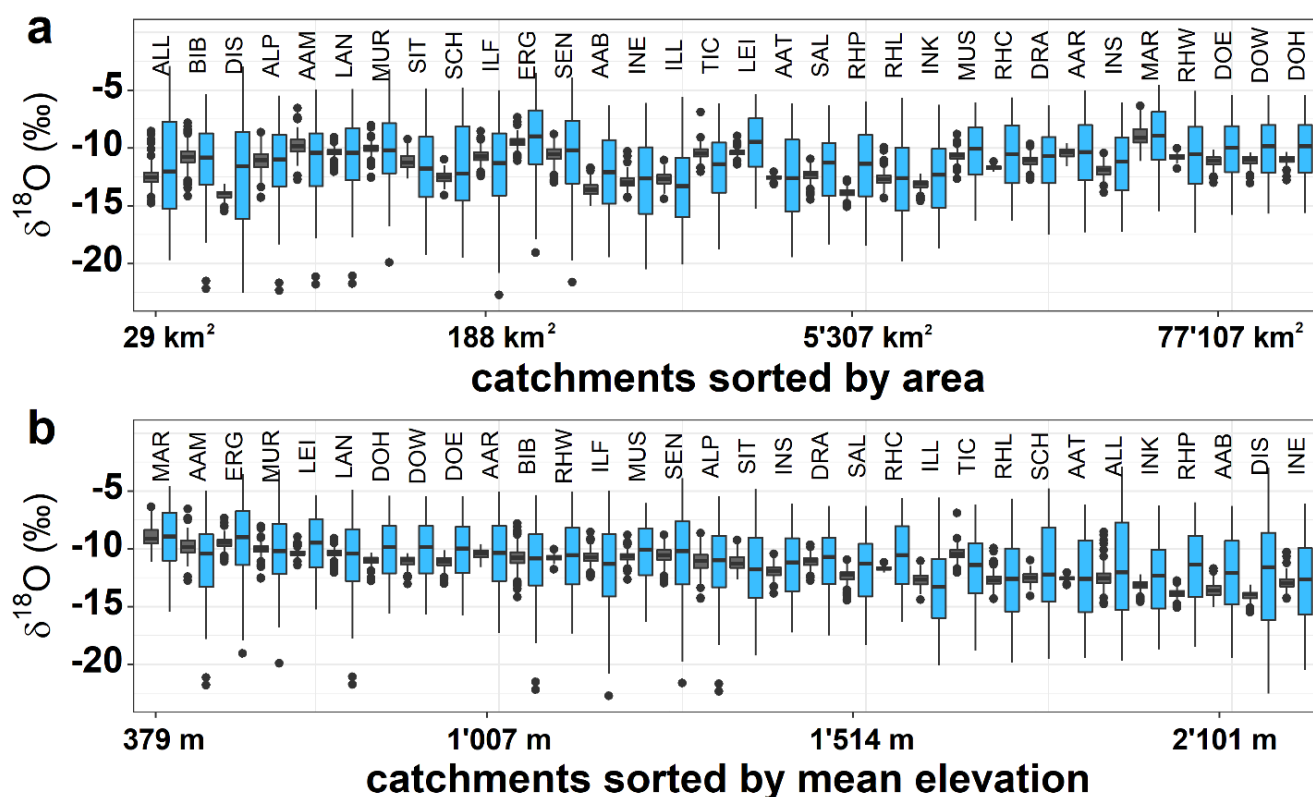 a
ALL BIB DIS ALP AAM LAN MUR SIT SCH ILF ERG SEN AAB INE ILL TIC LEI AAT SAL RHP RHL INK MUS RHC DRA AAR INS MAR RHW DOE DOW DOH
-5
-10
-15
-20
δ¹⁸O (‰)
29 km² 188 km² 5'307 km² 77'107 km²
catchments sorted by area
b
MAR AAM ERG MUR LEI LAN DOH DOW DOE AAR BIB RHW ILF MUS SEN ALP SIT INS DRA SAL RHC ILL TIC RHL SCH AAT ALL INK RHP AAB DIS INE
-5
-10
-15
-20
δ¹⁸O (‰)
379 m 1'007 m 1'514 m 2'101 m
catchments sorted by mean elevation